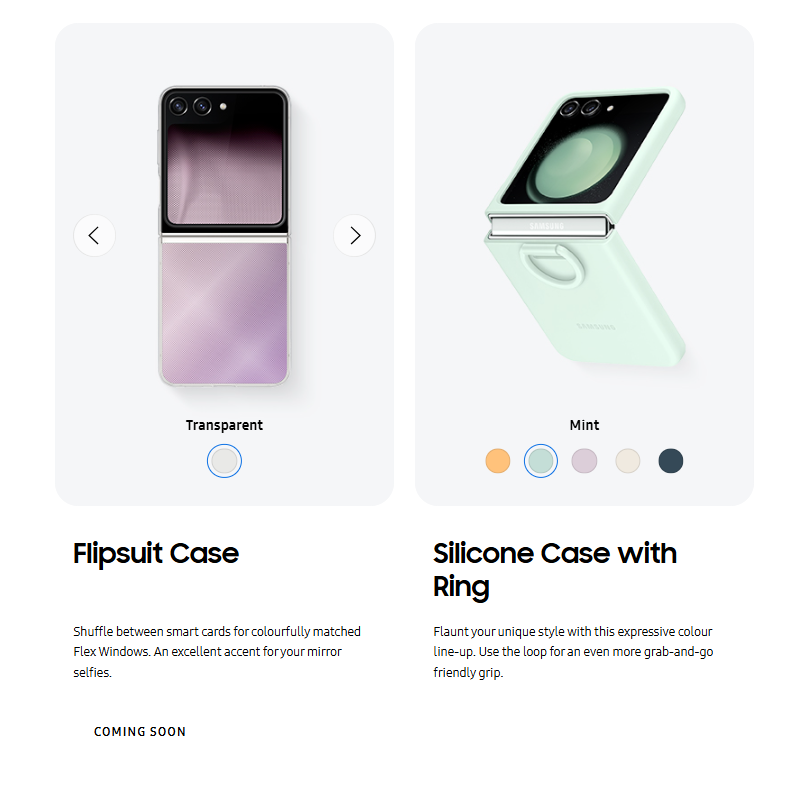 SAMSUNG
SAMSUNG
Transparent
Mint
Flipsuit Case
Silicone Case with
Ring
Shuffle between smart cards for colourfully matched
Flex Windows. An excellent accent for your mirror
selfies.
Flaunt your unique style with this expressive colour
line-up. Use the loop for an even more grab-and-go
friendly grip.
COMING SOON